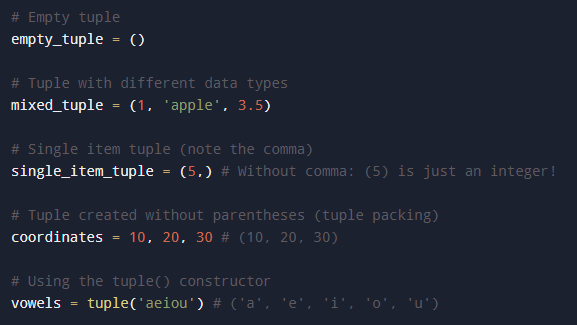 # Empty tuple
empty_tuple = ()
# Tuple with different data types
mixed_tuple = (1, 'apple', 3.5)
# Single item tuple (note the comma)
single_item_tuple = (5,) # Without comma: (5) is just an integer!
# Tuple created without parentheses (tuple packing)
coordinates = 10, 20, 30 # (10, 20, 30)
# Using the tuple() constructor
vowels = tuple('aeiou') # ('a', 'e', 'i', 'o', 'u')